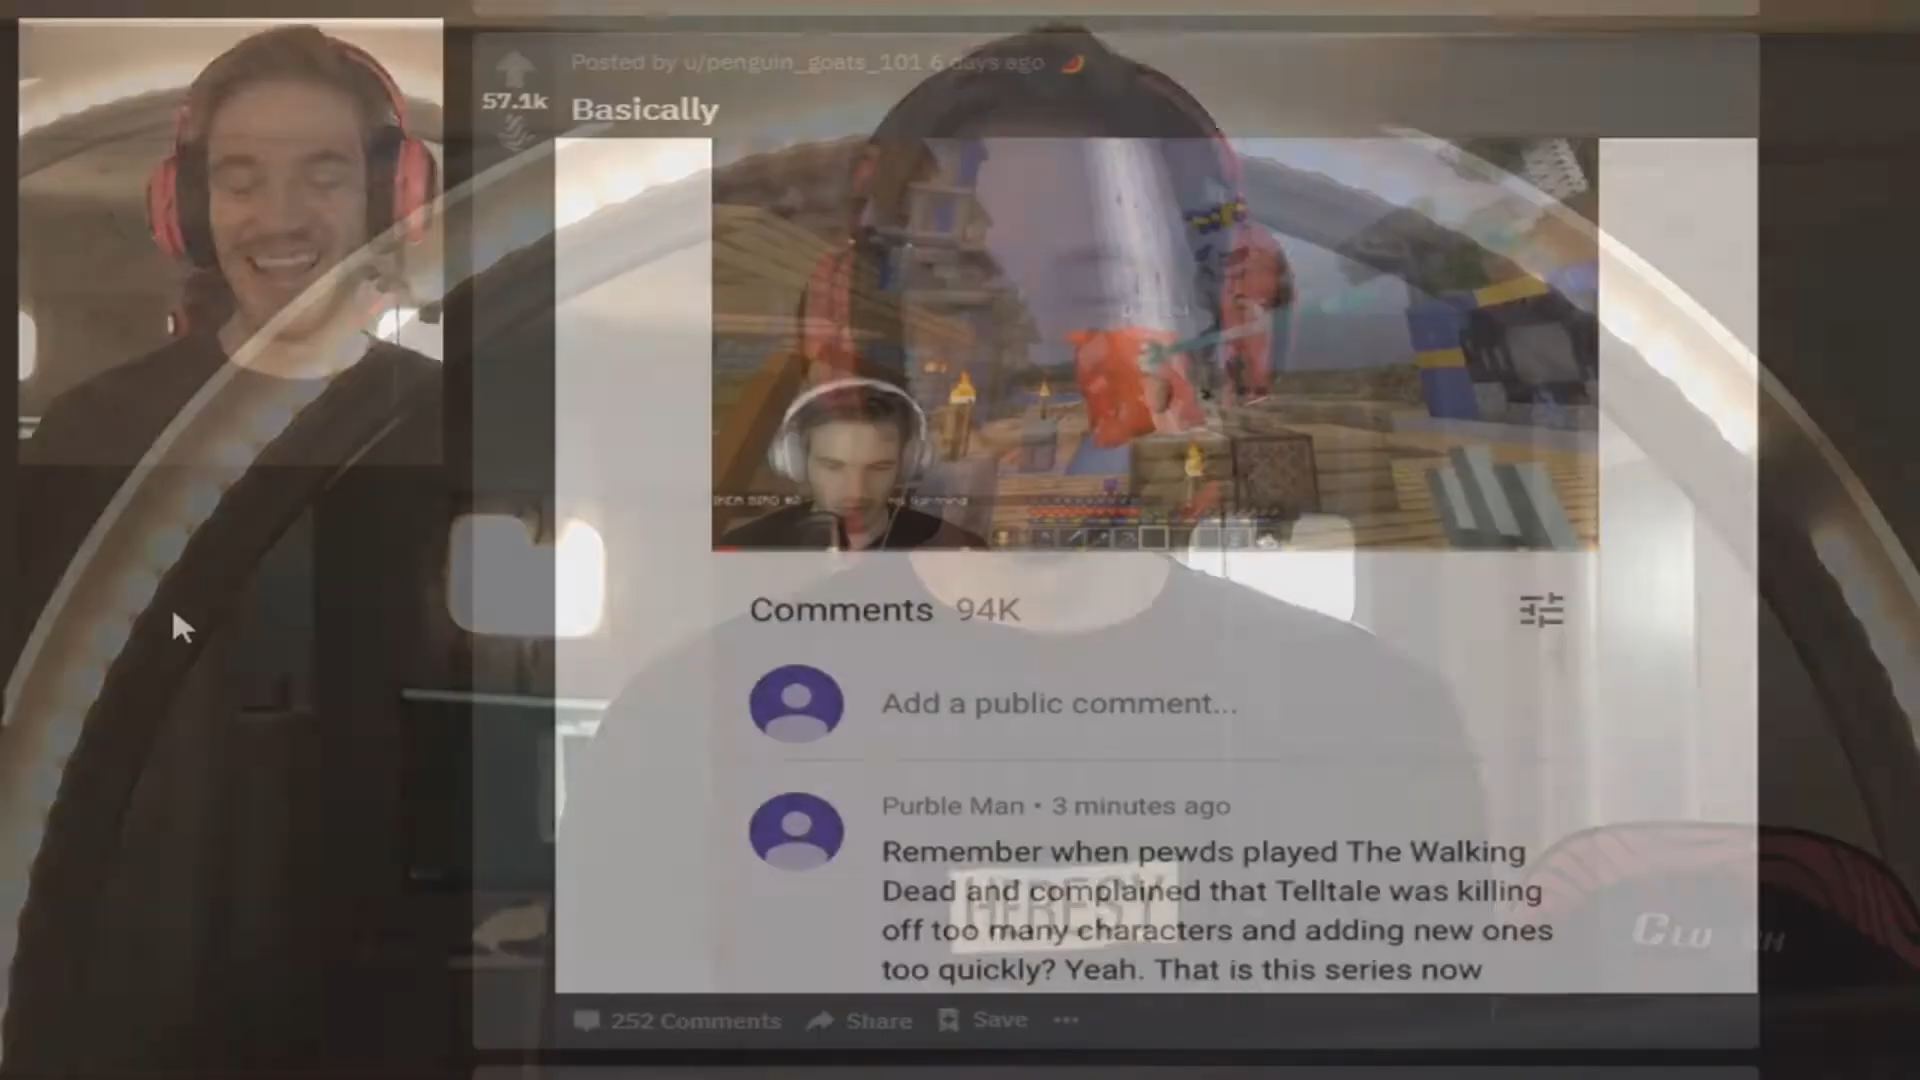 Posted by u/penguin_goats_101 6 days ago
57.1k
Basically
Comments 94K
Add a public comment...
Purble Man • 3 minutes ago
Remember when pewds played The Walking
Dead and complained that Telltale was killing
off too many characters and adding new ones
too quickly? Yeah. That is this series now
HERESY
252 Comments Share Save